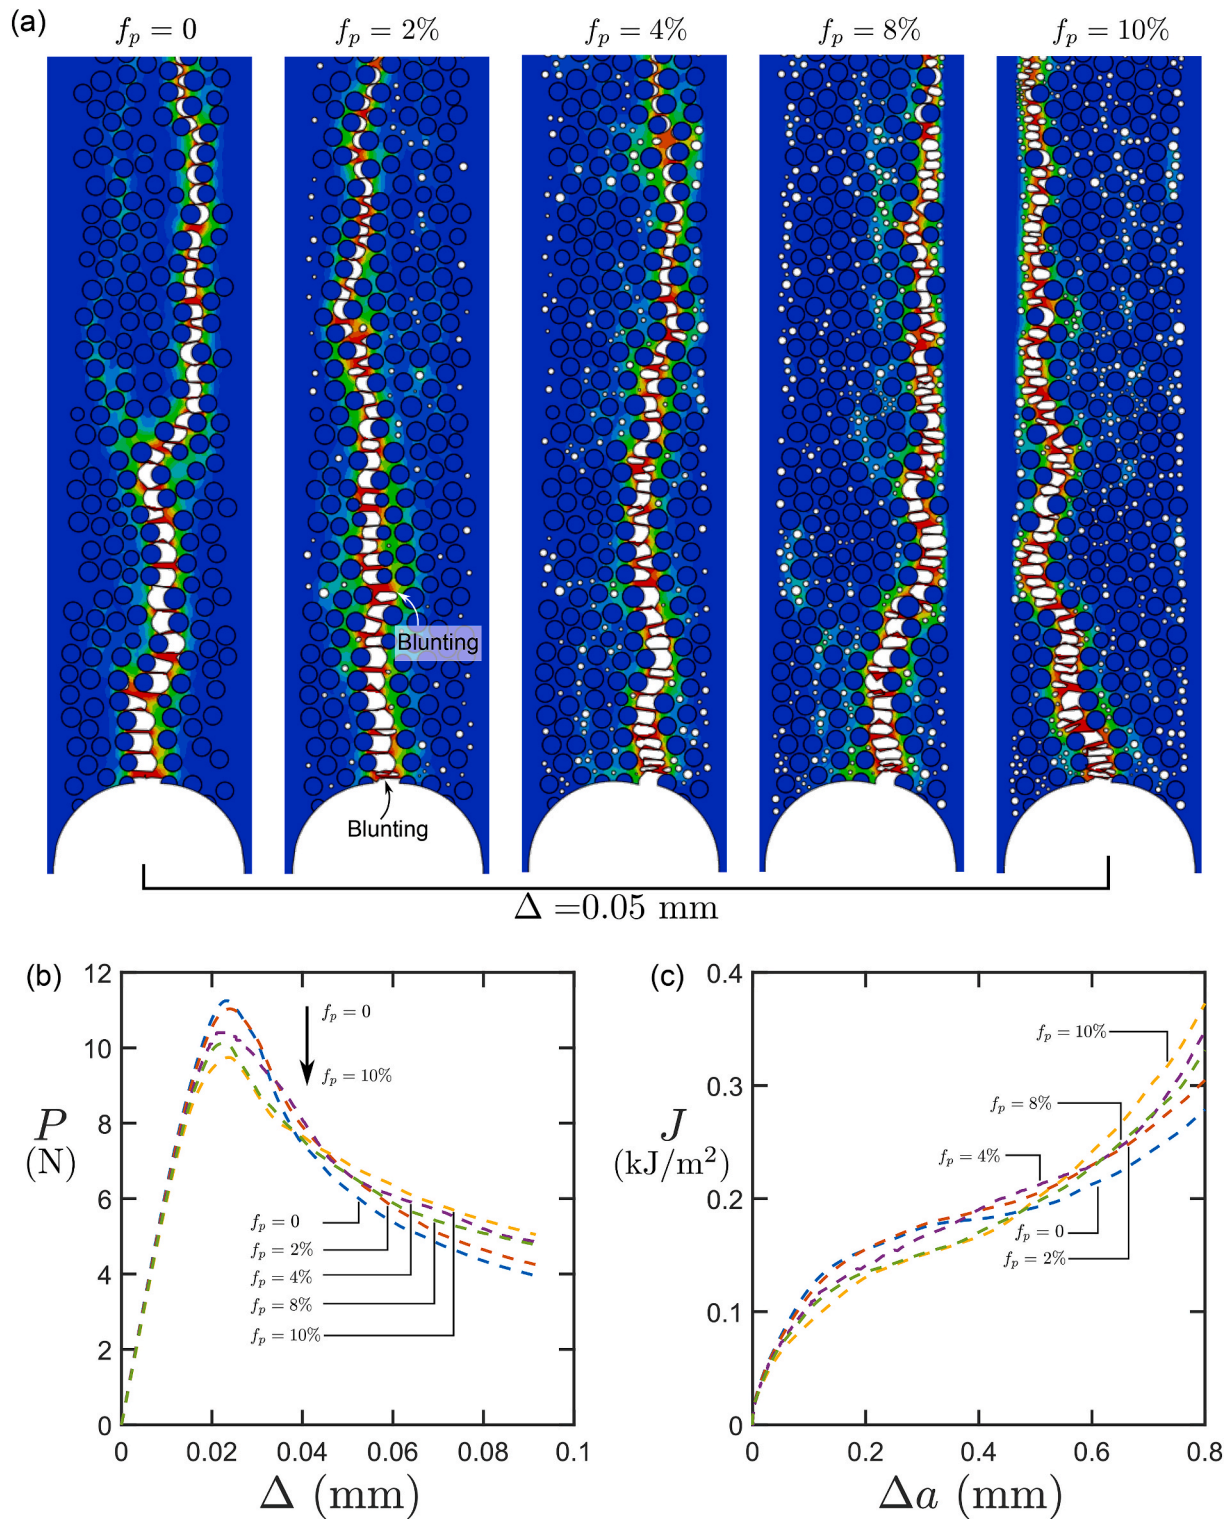 (a)
f_p = 0
f_p = 2%
f_p = 4%
f_p = 8%
f_p = 10%
Blunting
Blunting
Δ =0.05 mm
(b)
12
10
8
6
4
2
0
P
(N)
f_p = 0
f_p = 10%
f_p = 0
f_p = 2%
f_p = 4%
f_p = 8%
f_p = 10%
0 0.02 0.04 0.06 0.08 0.1
Δ (mm)
(c)
0.4
0.3
0.2
0.1
0
J
(kJ/m²)
f_p = 10%
f_p = 8%
f_p = 4%
f_p = 0
f_p = 2%
0 0.2 0.4 0.6 0.8
Δa (mm)